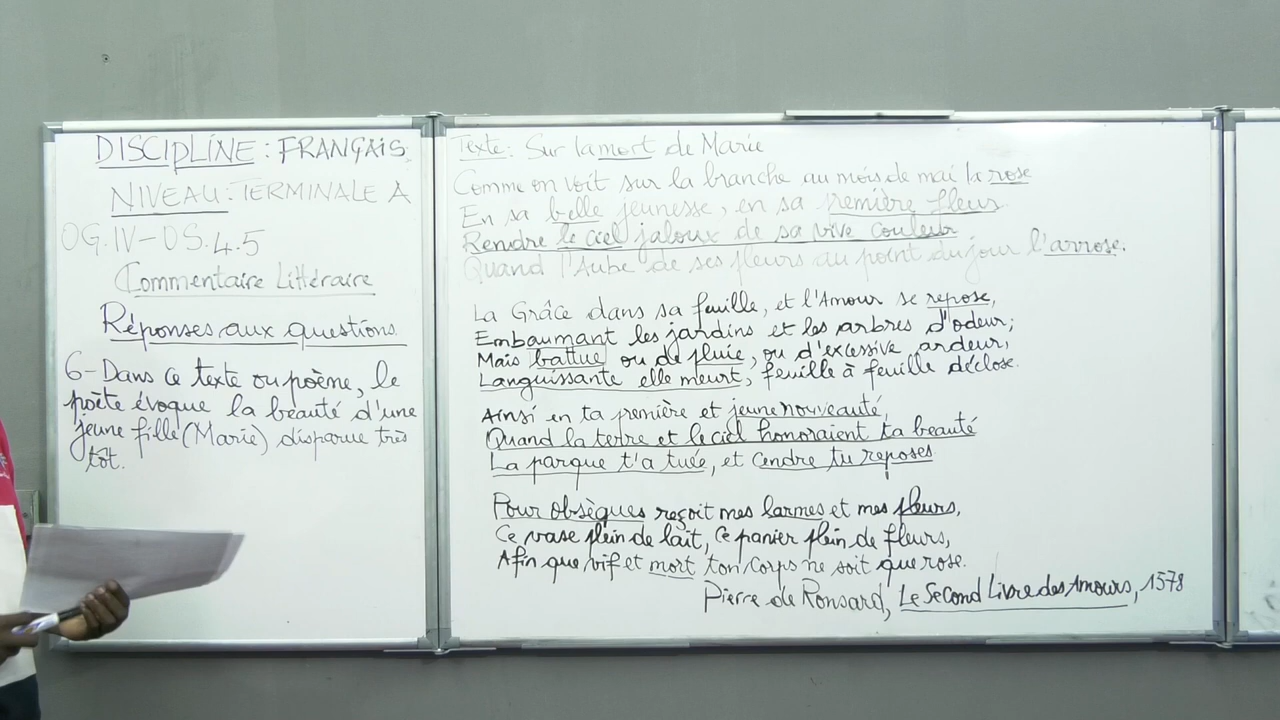 DISCIPLINE : FRANÇAIS
NIVEAU : TERMINALE A
OG.IV-OS.4.5
Commentaire Littéraire
Réponses aux questions
6-Dans ce texte ou poème, le
poète évoque la beauté d'une
jeune fille (Marie) disparue très
tôt.
Texte : Sur la mort de Marie
Comme on voit sur la branche au mois de mai la rose
En sa belle jeunesse, en sa première fleur
Rendre le ciel jaloux de sa vive couleur
Quand l'Aube de ses fleurs au point du jour l'arrose.
La Grâce dans sa feuille, et l'Amour se repose,
Embaumant les jardins et les arbres d'odeur;
Mais battue ou de pluie, ou d'excessive ardeur,
Languissante elle meurt, feuille à feuille déclose.
Ainsi en ta première et jeune nouveauté,
Quand la terre et le ciel honoraient ta beauté
La parque t'a tuée, et cendre tu reposes
Pour obsèques reçoit mes larmes et mes pleurs,
Ce vase plein de lait, ce panier plein de fleurs,
Afin que vif et mort ton corps ne soit que rose.
Pierre de Ronsard, Le Second Livre des Amours, 1578